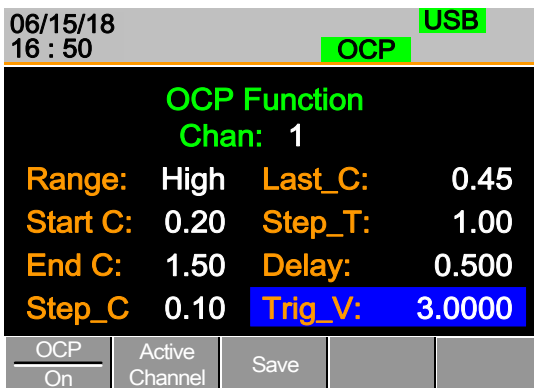 06/15/18 USB
16 : 50 OCP
OCP Function
Chan: 1
Range: High Last_C: 0.45
Start C: 0.20 Step_T: 1.00
End C: 1.50 Delay: 0.500
Step_C 0.10 Trig_V: 3.0000
OCP Active Save
On Channel